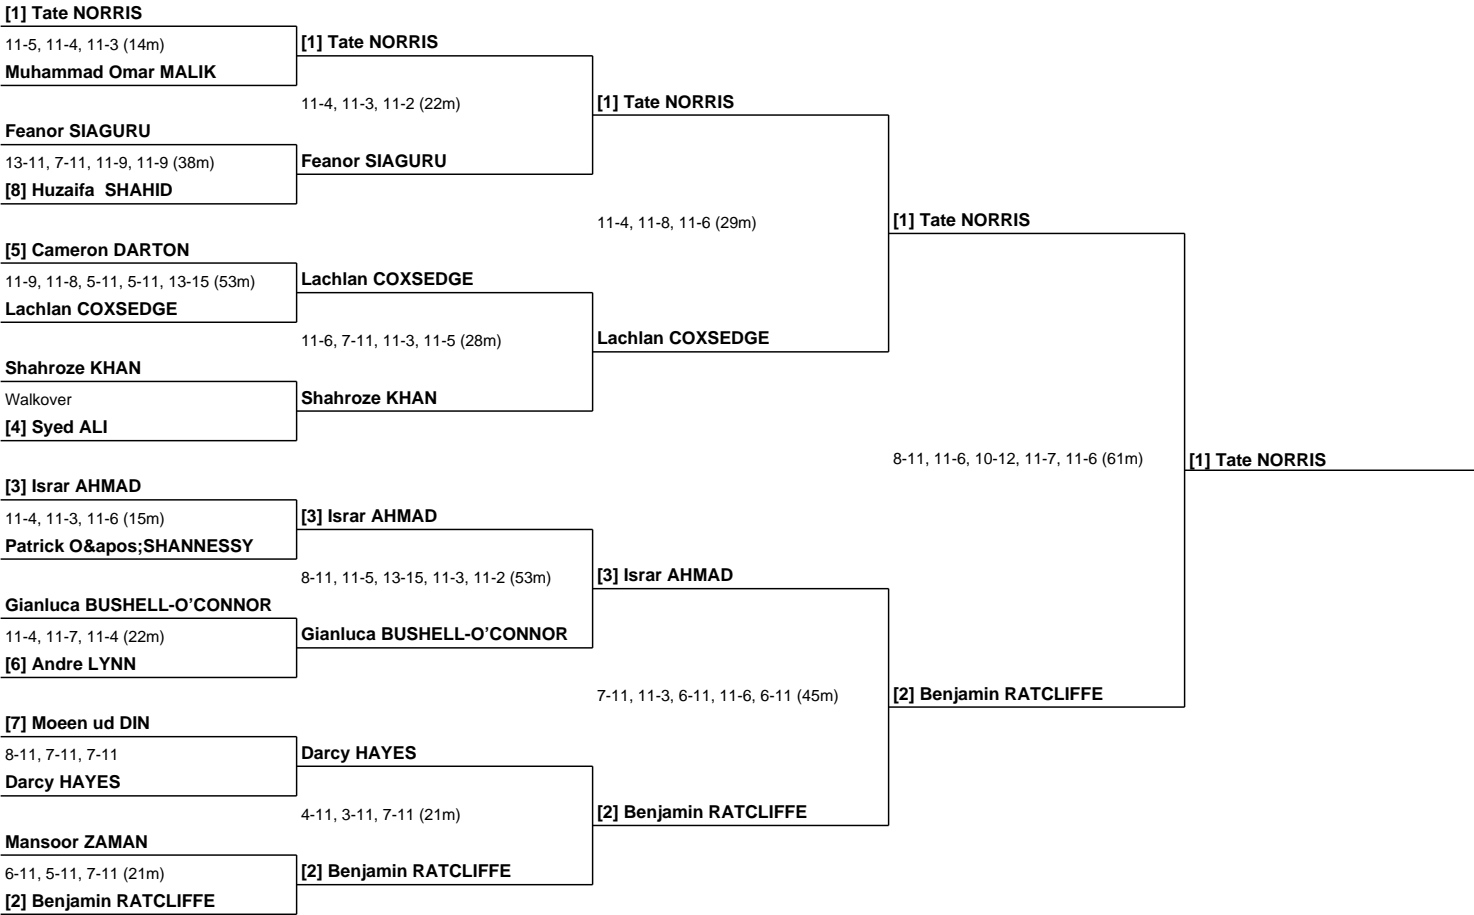 [1] Tate NORRIS
11-5, 11-4, 11-3 (14m)
Muhammad Omar MALIK
Feanor SIAGURU
13-11, 7-11, 11-9, 11-9 (38m)
[8] Huzaifa  SHAHID
[5] Cameron DARTON
11-9, 11-8, 5-11, 5-11, 13-15 (53m)
Lachlan COXSEDGE
Shahroze KHAN
Walkover
[4] Syed ALI
[3] Israr AHMAD
11-4, 11-3, 11-6 (15m)
Patrick O&apos;SHANNESSY
Gianluca BUSHELL-O'CONNOR
11-4, 11-7, 11-4 (22m)
[6] Andre LYNN
[7] Moeen ud DIN
8-11, 7-11, 7-11
Darcy HAYES
Mansoor ZAMAN
6-11, 5-11, 7-11 (21m)
[2] Benjamin RATCLIFFE
[1] Tate NORRIS
11-4, 11-3, 11-2 (22m)
Feanor SIAGURU
Lachlan COXSEDGE
11-6, 7-11, 11-3, 11-5 (28m)
Shahroze KHAN
[3] Israr AHMAD
8-11, 11-5, 13-15, 11-3, 11-2 (53m)
Gianluca BUSHELL-O'CONNOR
Darcy HAYES
4-11, 3-11, 7-11 (21m)
[2] Benjamin RATCLIFFE
[1] Tate NORRIS
11-4, 11-8, 11-6 (29m)
Lachlan COXSEDGE
[3] Israr AHMAD
7-11, 11-3, 6-11, 11-6, 6-11 (45m)
[2] Benjamin RATCLIFFE
[1] Tate NORRIS
8-11, 11-6, 10-12, 11-7, 11-6 (61m)
[2] Benjamin RATCLIFFE
[1] Tate NORRIS